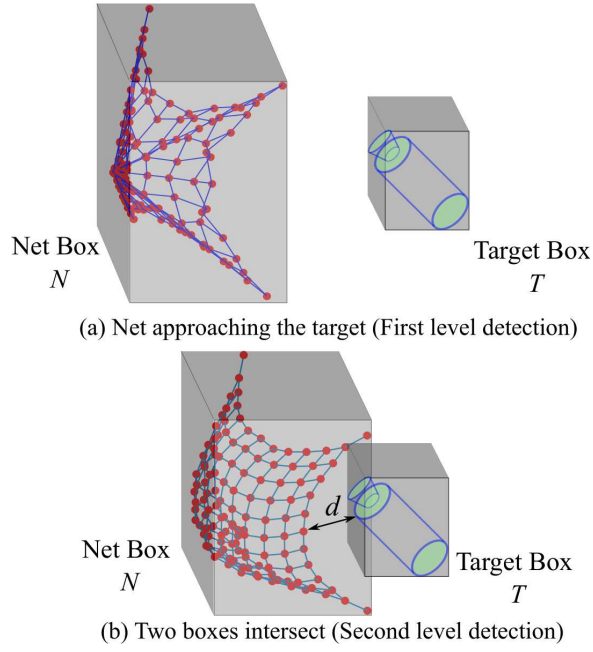 Net Box
N
Target Box
T
(a) Net approaching the target (First level detection)
d
Net Box
N
Target Box
T
(b) Two boxes intersect (Second level detection)